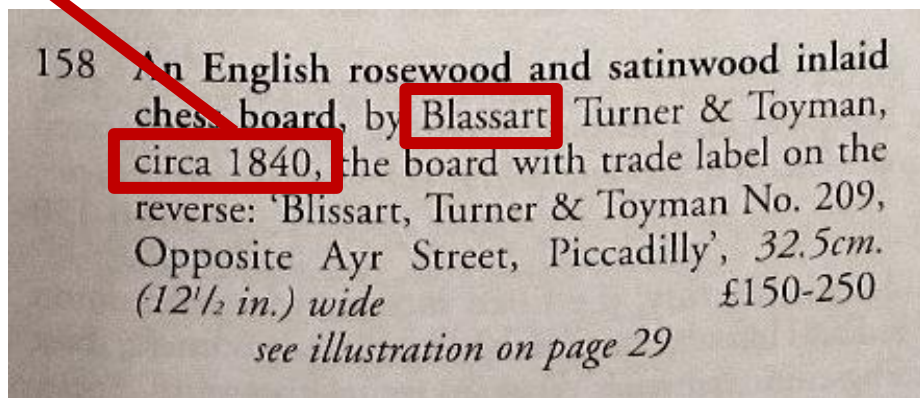 158 An English rosewood and satinwood inlaid
chess board, by Blassart Turner & Toyman,
circa 1840, the board with trade label on the
reverse: ‘Blissart, Turner & Toyman No. 209,
Opposite Ayr Street, Piccadilly’, 32.5cm.
(12¹/₂ in.) wide £150-250
see illustration on page 29